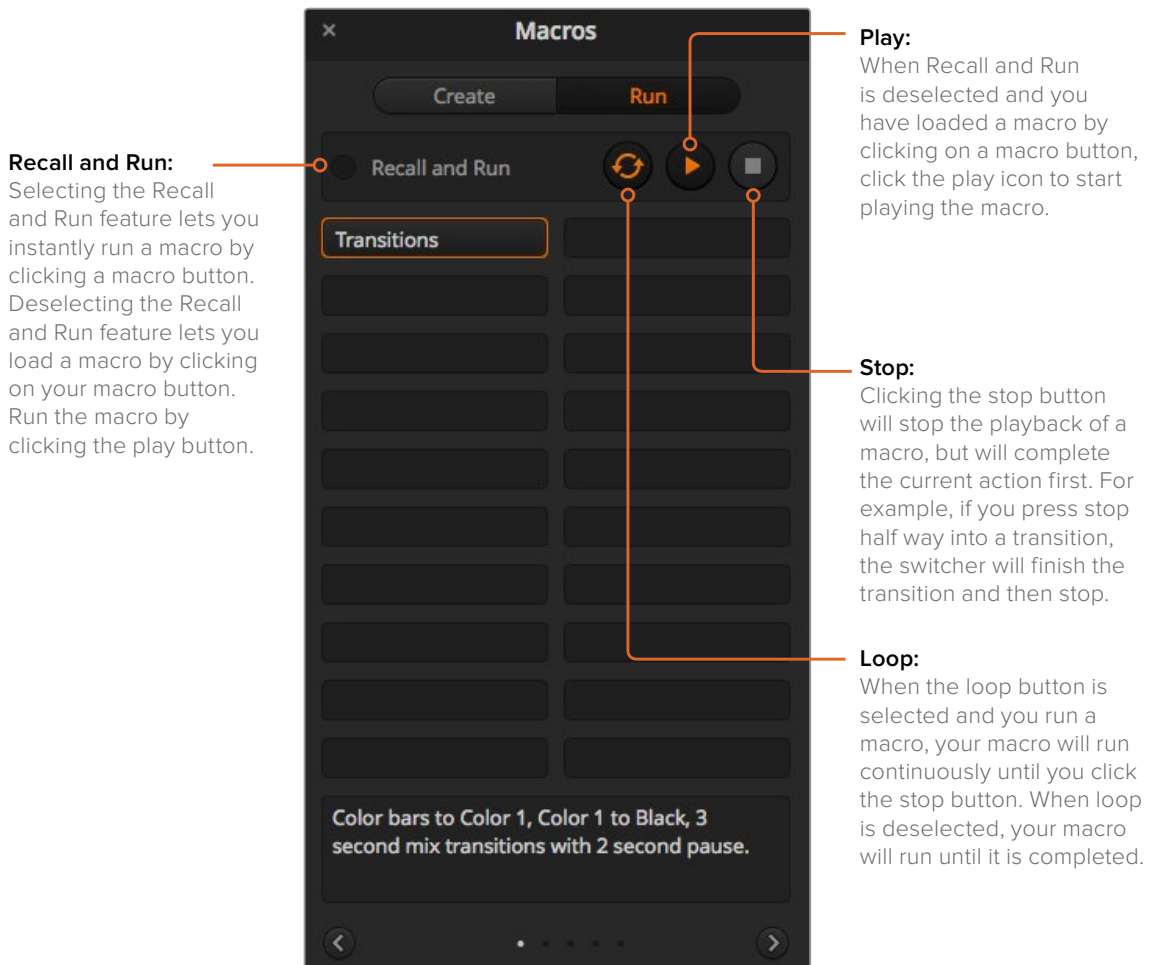 Macros
Create
Run
Recall and Run
Transitions
Color bars to Color 1, Color 1 to Black, 3
second mix transitions with 2 second pause.
Recall and Run:
Selecting the Recall
and Run feature lets you
instantly run a macro by
clicking a macro button.
Deselecting the Recall
and Run feature lets you
load a macro by clicking
on your macro button.
Run the macro by
clicking the play button.
Play:
When Recall and Run
is deselected and you
have loaded a macro by
clicking on a macro button,
click the play icon to start
playing the macro.
Stop:
Clicking the stop button
will stop the playback of a
macro, but will complete
the current action first. For
example, if you press stop
half way into a transition,
the switcher will finish the
transition and then stop.
Loop:
When the loop button is
selected and you run a
macro, your macro will run
continuously until you click
the stop button. When loop
is deselected, your macro
will run until it is completed.